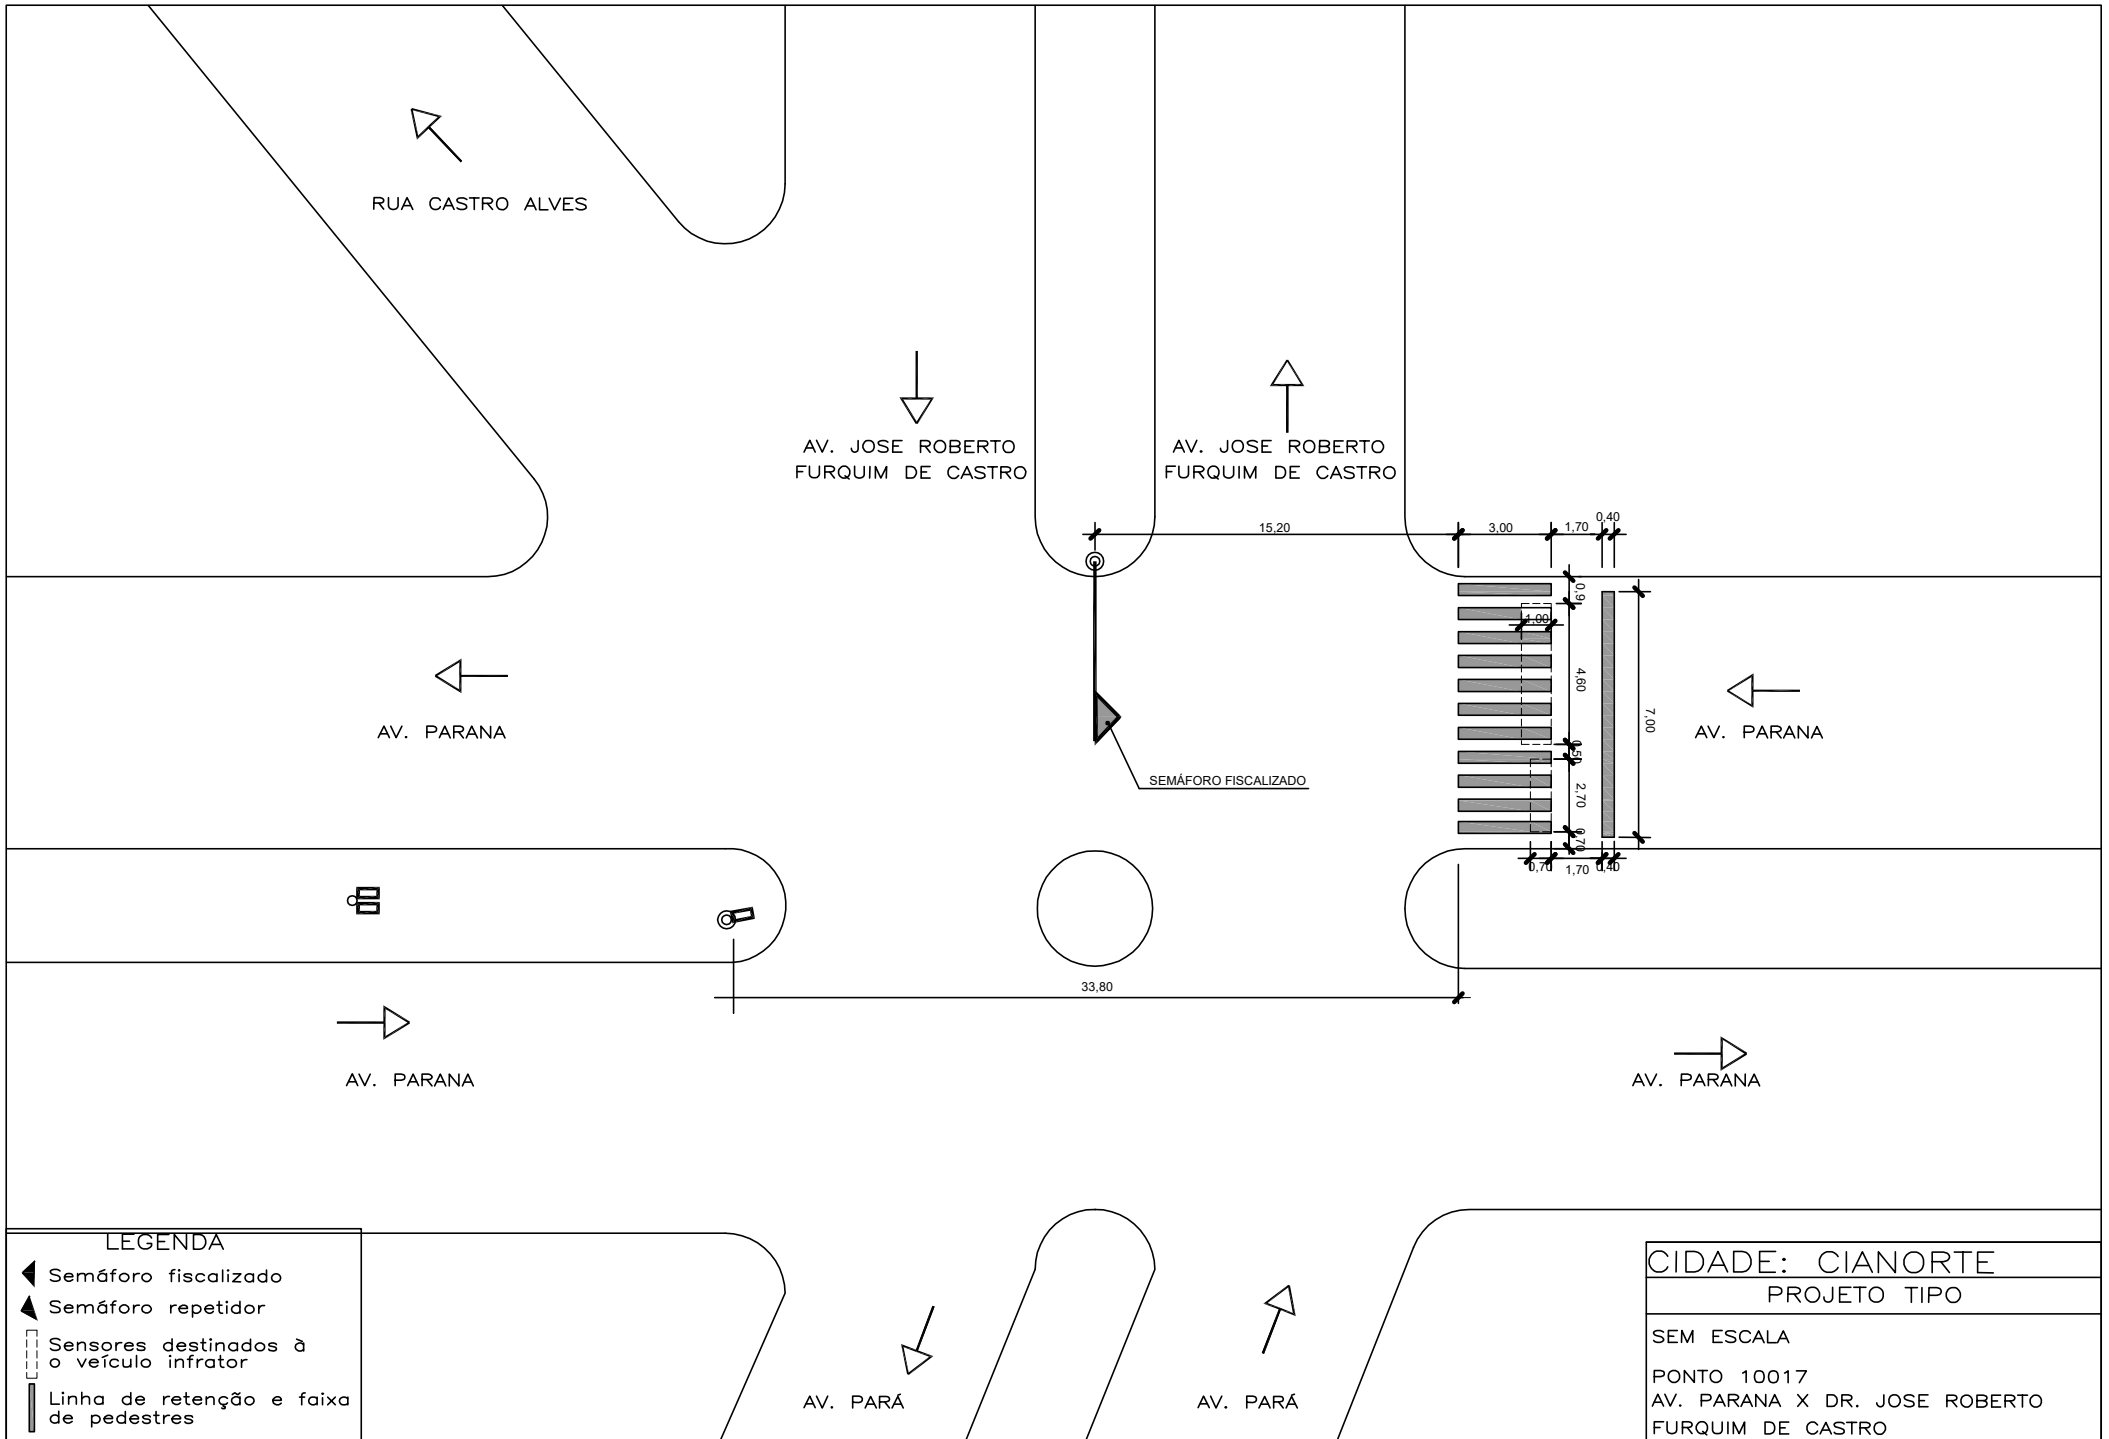 RUA CASTRO ALVES
AV. JOSE ROBERTO
FURQUIM DE CASTRO
AV. JOSE ROBERTO
FURQUIM DE CASTRO
15,20
3,00
1,70
0,40
0,9
1,00
4,60
7,00
0,50
2,70
0,70
0,70
1,70
0,40
AV. PARANA
AV. PARANA
SEMÁFORO FISCALIZADO
33,80
AV. PARANA
AV. PARANA
AV. PARÁ
AV. PARÁ
LEGENDA
Semáforo fiscalizado
Semáforo repetidor
Sensores destinados à
o veículo infrator
Linha de retenção e faixa
de pedestres
CIDADE: CIANORTE
PROJETO TIPO
SEM ESCALA
PONTO 10017
AV. PARANA X DR. JOSE ROBERTO
FURQUIM DE CASTRO